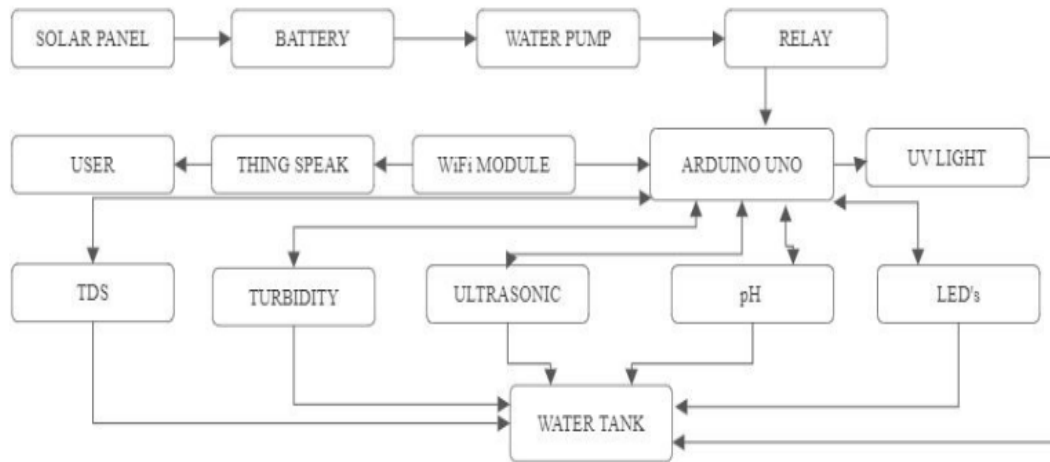 SOLAR PANEL
BATTERY
WATER PUMP
RELAY
USER
THING SPEAK
WiFi MODULE
ARDUINO UNO
UV LIGHT
TDS
TURBIDITY
ULTRASONIC
pH
LED's
WATER TANK